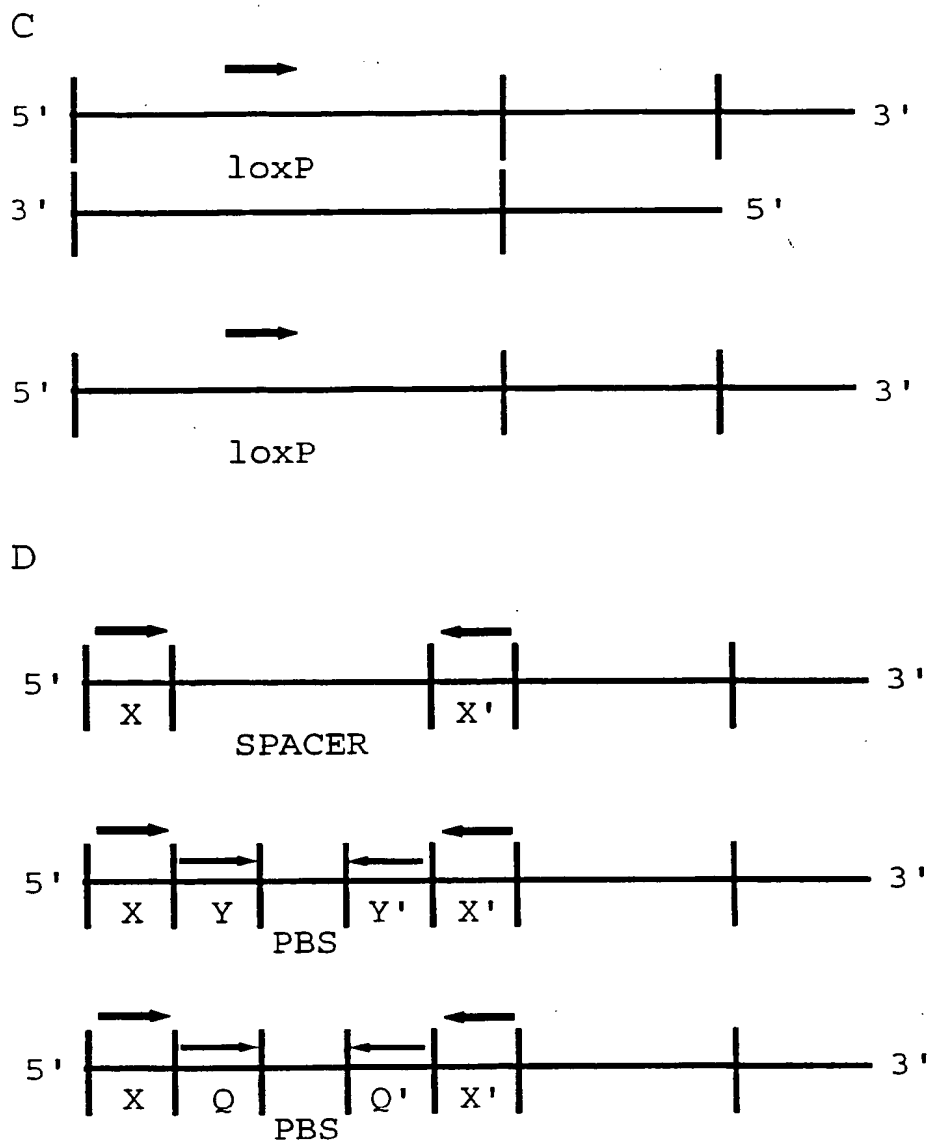 C
5' 3'
loxP
3' 5'
5' 3'
loxP
D
5' 3'
X X'
SPACER
5' 3'
X Y Y' X'
PBS
5' 3'
X Q Q' X'
PBS